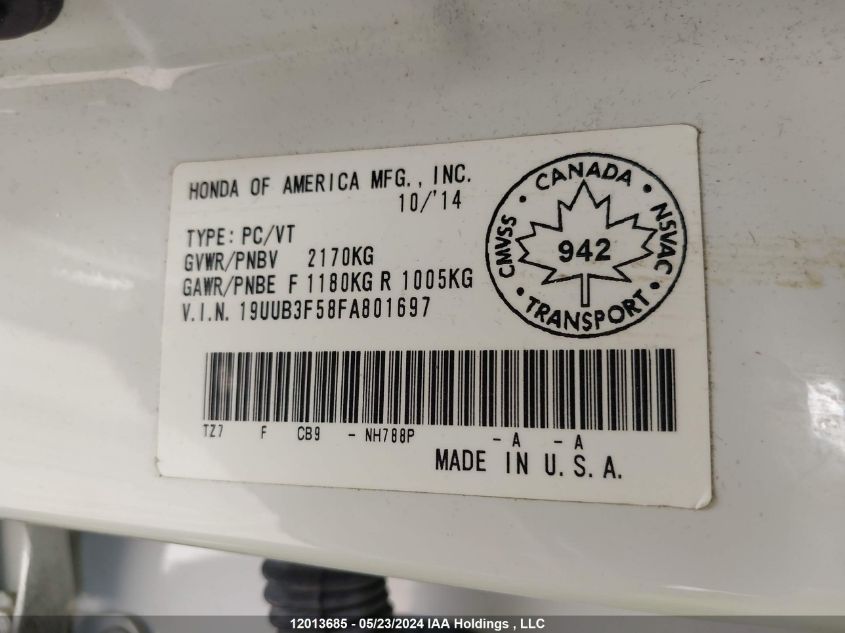 HONDA OF AMERICA MFG., INC.
10/'14
TYPE: PC/VT
GVWR/PNBV 2170KG
GAWR/PNBE F 1180KG R 1005KG
V.I.N. 19UUB3F58FA801697
CANADA
CMVSS
NSVAC
942
TRANSPORT
TZ7 F CB9 - NH788P - A - A
MADE IN U.S.A.
12013685 - 05/23/2024 IAA Holdings , LLC